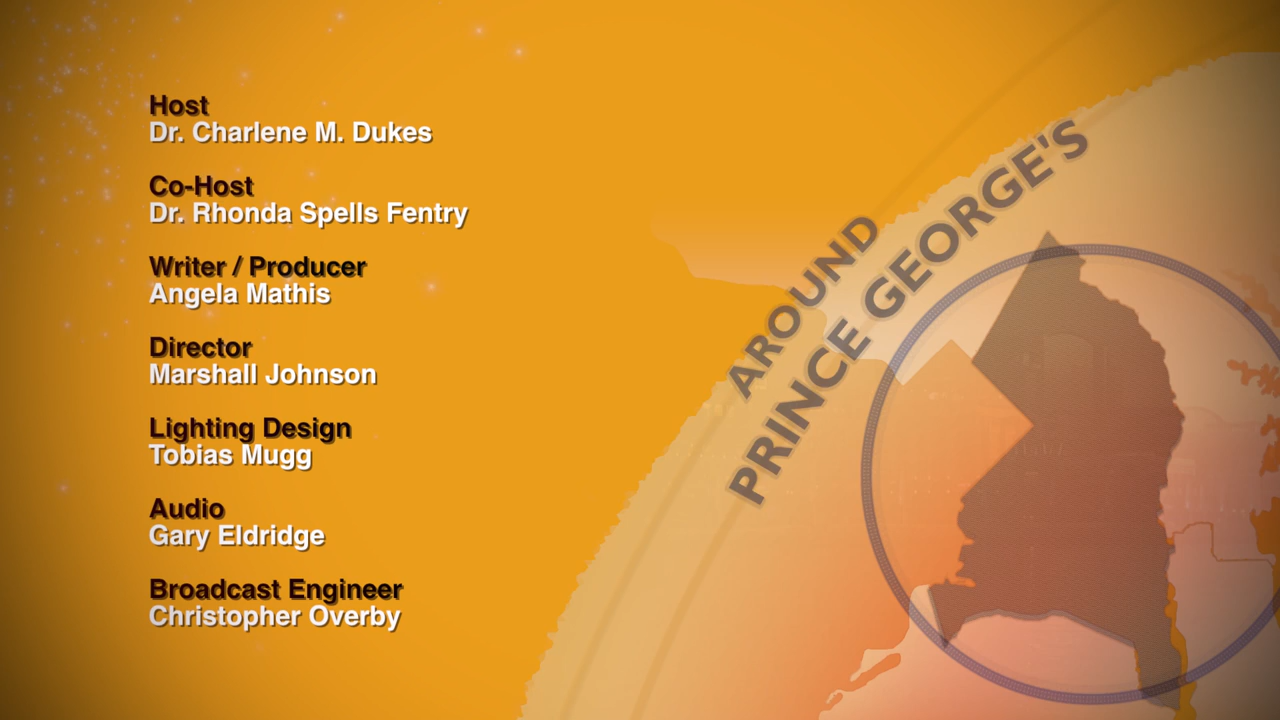 Host
Dr. Charlene M. Dukes
Co-Host
Dr. Rhonda Spells Fentry
Writer / Producer
Angela Mathis
Director
Marshall Johnson
Lighting Design
Tobias Mugg
Audio
Gary Eldridge
Broadcast Engineer
Christopher Overby
AROUND
PRINCE GEORGE'S